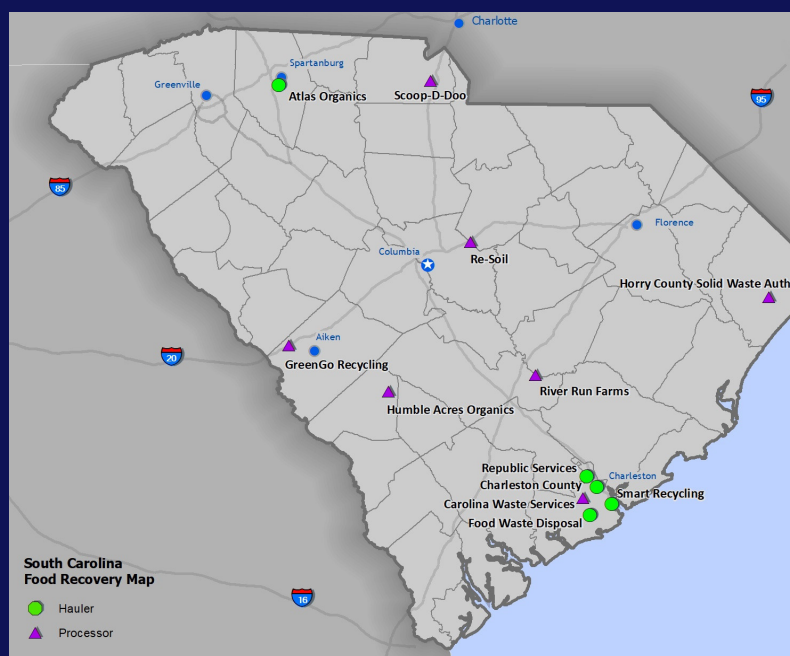 Charlotte
Spartanburg
Greenville
Atlas Organics
Scoop-D-Doo
95
85
Florence
Columbia
Re-Soil
Horry County Solid Waste Auth
Aiken
20
GreenGo Recycling
River Run Farms
Humble Acres Organics
Republic Services
Charleston
Charleston County
Smart Recycling
Carolina Waste Services
Food Waste Disposal
South Carolina
Food Recovery Map
16
Hauler
Processor